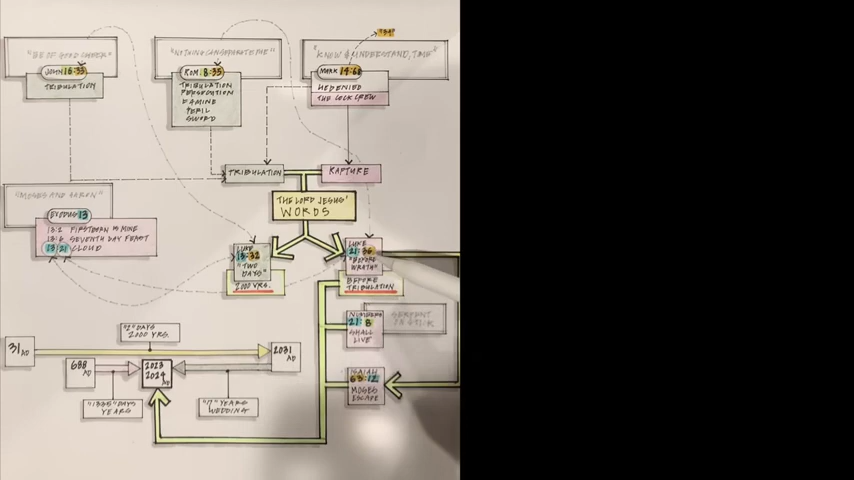 "BE OF GOOD CHEER"
JOHN 16:33
TRIBULATION
"NOTHING CAN SEPARATE ME"
ROM 8:35
TRIBULATION
PERSECUTION
FAMINE
PERIL
SWORD
"KNOW & UNDERSTAND, TIME"
MARK
HE DENIED
THE COCK CREW
TRIBULATION
RAPTURE
THE LORD JESUS'
WORDS
"MOSES AND AARON"
EXODUS 13
13:2 FIRSTBORN IS MINE
13:6 SEVENTH DAY FEAST
13:21 CLOUD
LUKE
13:32
"TWO
DAYS"
2000 YRS.
LUKE
21:36
"BEFORE
WRATH"
BEFORE
TRIBULATION
NUMBERS
21:8
SHALL
LIVE
SERPENT
ON STICK
ISAIAH
63:12
MOSES
ESCAPE
"2" DAYS
2000 YRS.
31 AD
2031
AD
688
AD
2023
2024
AD
"1335" DAYS
YEARS
"7" YEARS
WEDDING